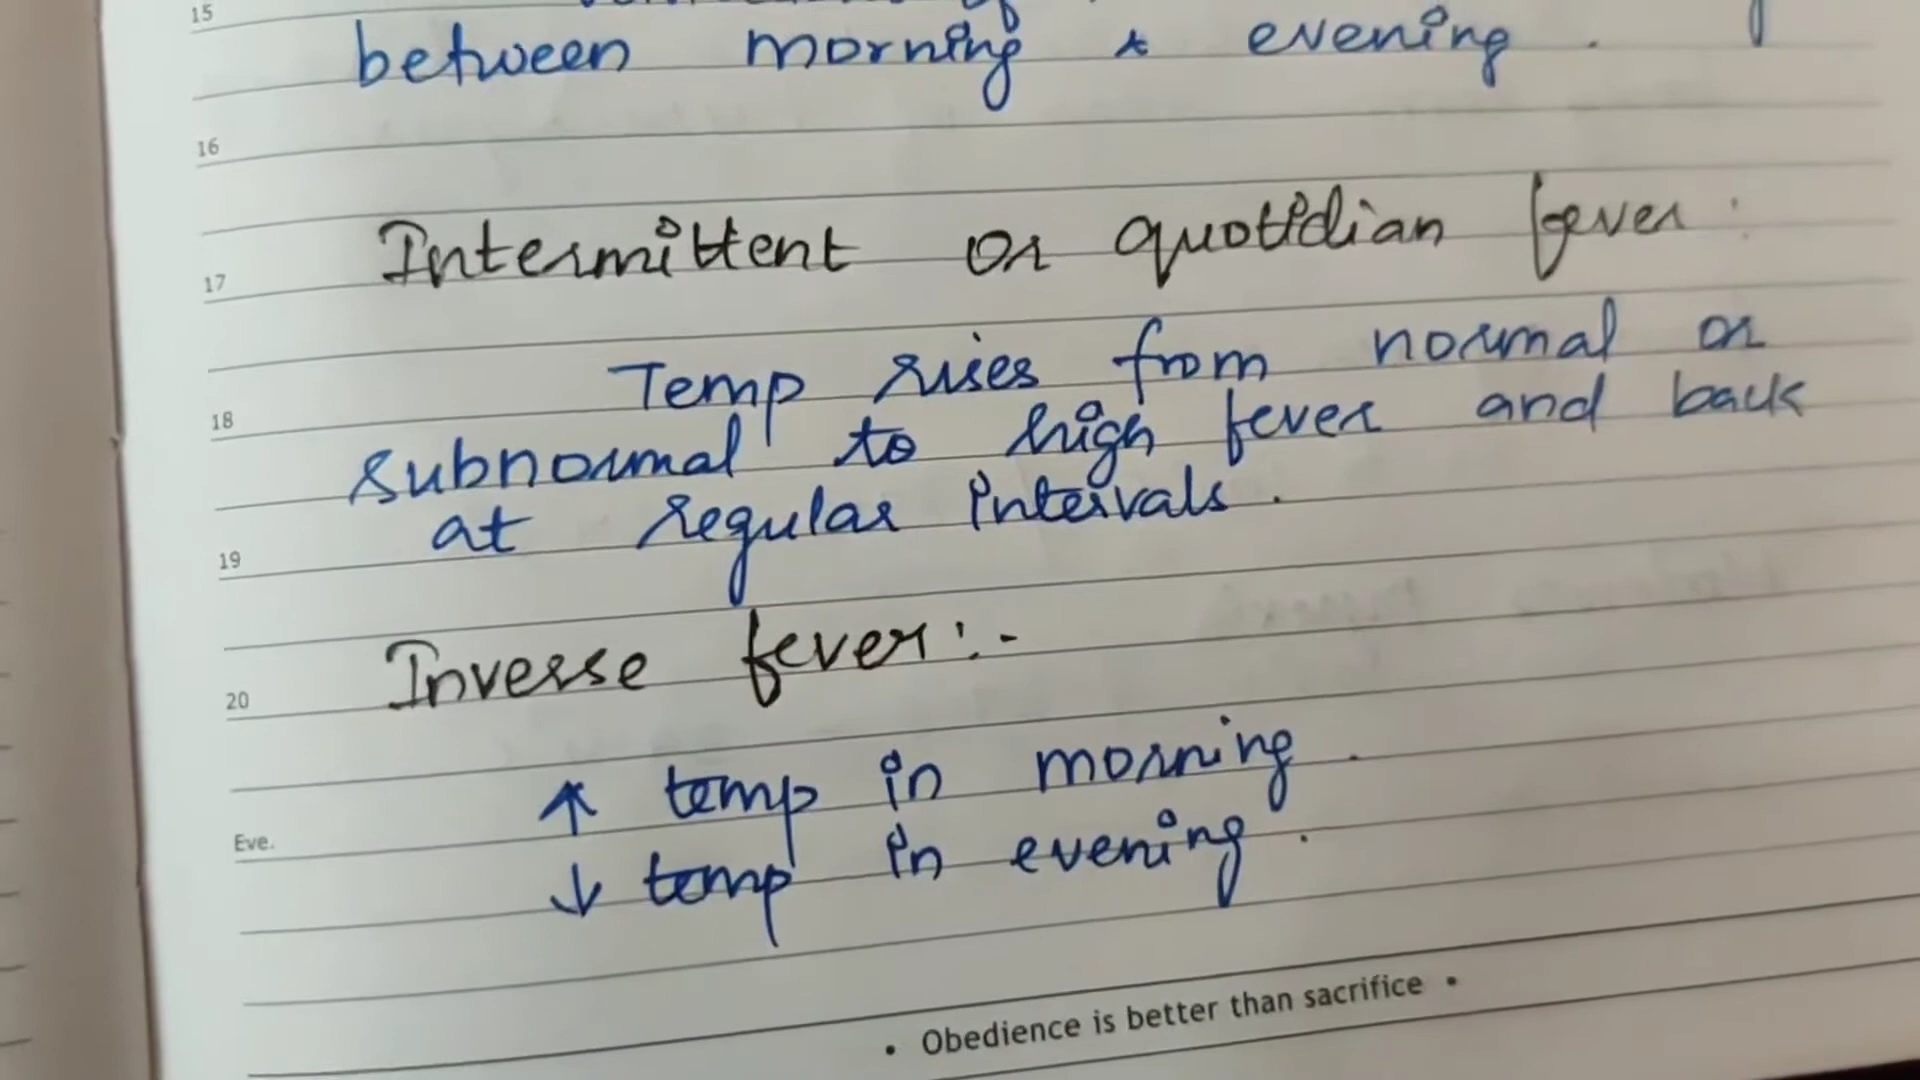 15
between morning & evening .
16
Intermittent or quotidian fever :
17
Temp rises from normal or
18
subnormal to high fever and back
at regular intervals .
19
Inverse fever :-
20
↑ temp in morning .
Eve.
↓ temp in evening .
• Obedience is better than sacrifice •